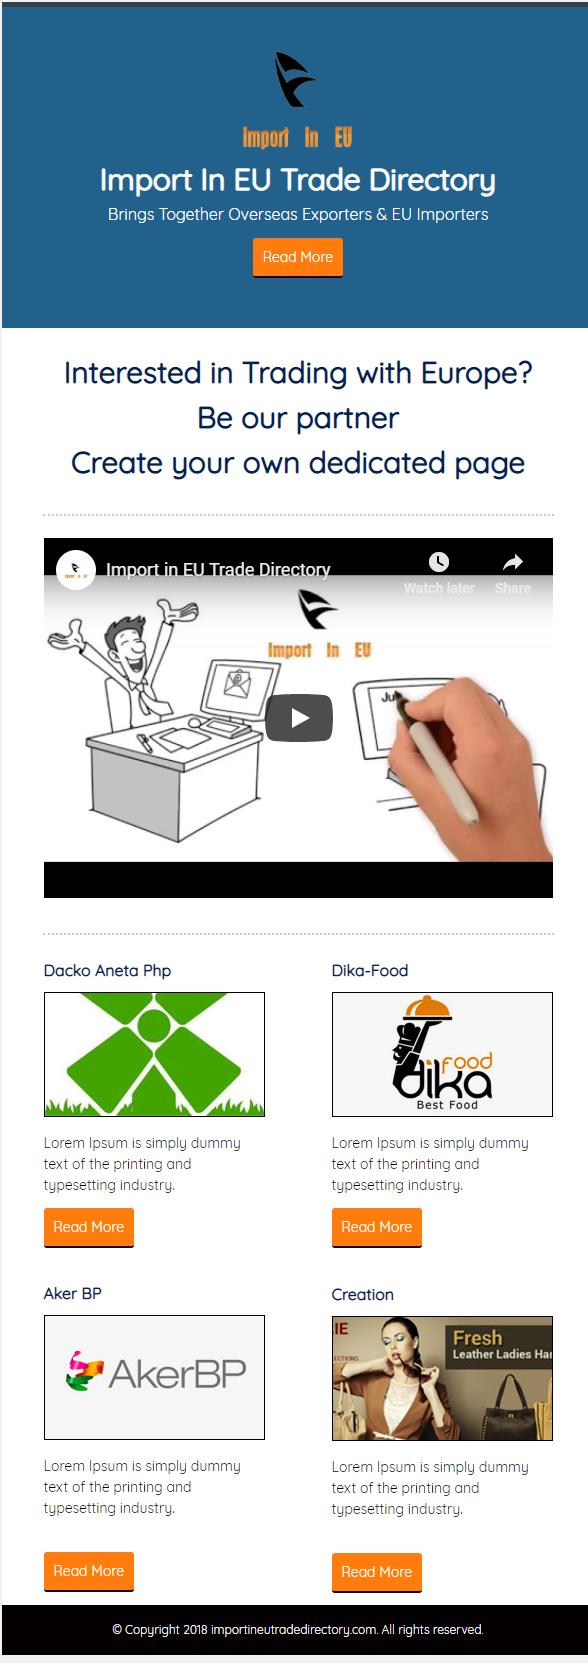 Import In EU
Import In EU Trade Directory
Brings Together Overseas Exporters & EU Importers
Read More
Interested in Trading with Europe?
Be our partner
Create your own dedicated page
Import in EU Trade Directory
Watch later
Share
Import In EU
Ju
Dacko Aneta Php
Dika-Food
food
dika
Best Food
Lorem Ipsum is simply dummy
text of the printing and
typesetting industry.
Lorem Ipsum is simply dummy
text of the printing and
typesetting industry.
Read More
Read More
Aker BP
Creation
AkerBP
RIE
ECTIONS
Fresh
Leather Ladies Han
Lorem Ipsum is simply dummy
text of the printing and
typesetting industry.
Lorem Ipsum is simply dummy
text of the printing and
typesetting industry.
Read More
Read More
© Copyright 2018 importineutradedirectory.com. All rights reserved.